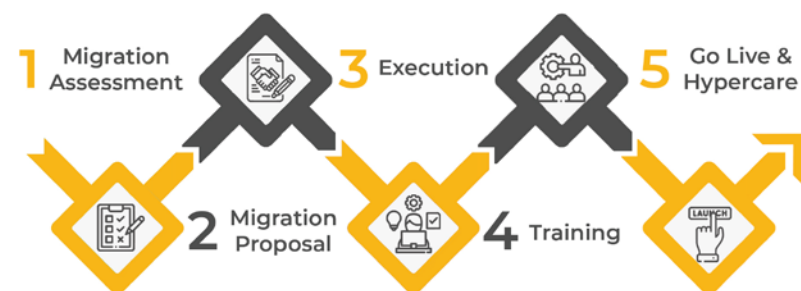 1 Migration
Assessment
2 Migration
Proposal
3 Execution
4 Training
5 Go Live &
Hypercare
LAUNCH